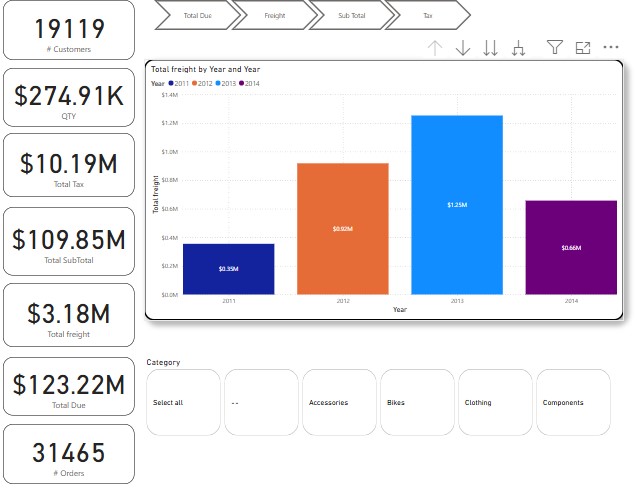 19119
# Customers
$274.91K
QTY
$10.19M
Total Tax
$109.85M
Total SubTotal
$3.18M
Total freight
$123.22M
Total Due
31465
# Orders
Total Due
Freight
Sub Total
Tax
Total freight by Year and Year
Year 2011 2012 2013 2014
Total freight
$1.4M
$1.2M
$1.0M
$0.8M
$0.6M
$0.4M
$0.2M
$0.0M
$0.35M
$0.92M
$1.25M
$0.66M
2011
2012
2013
2014
Year
Category
Select all
--
Accessories
Bikes
Clothing
Components